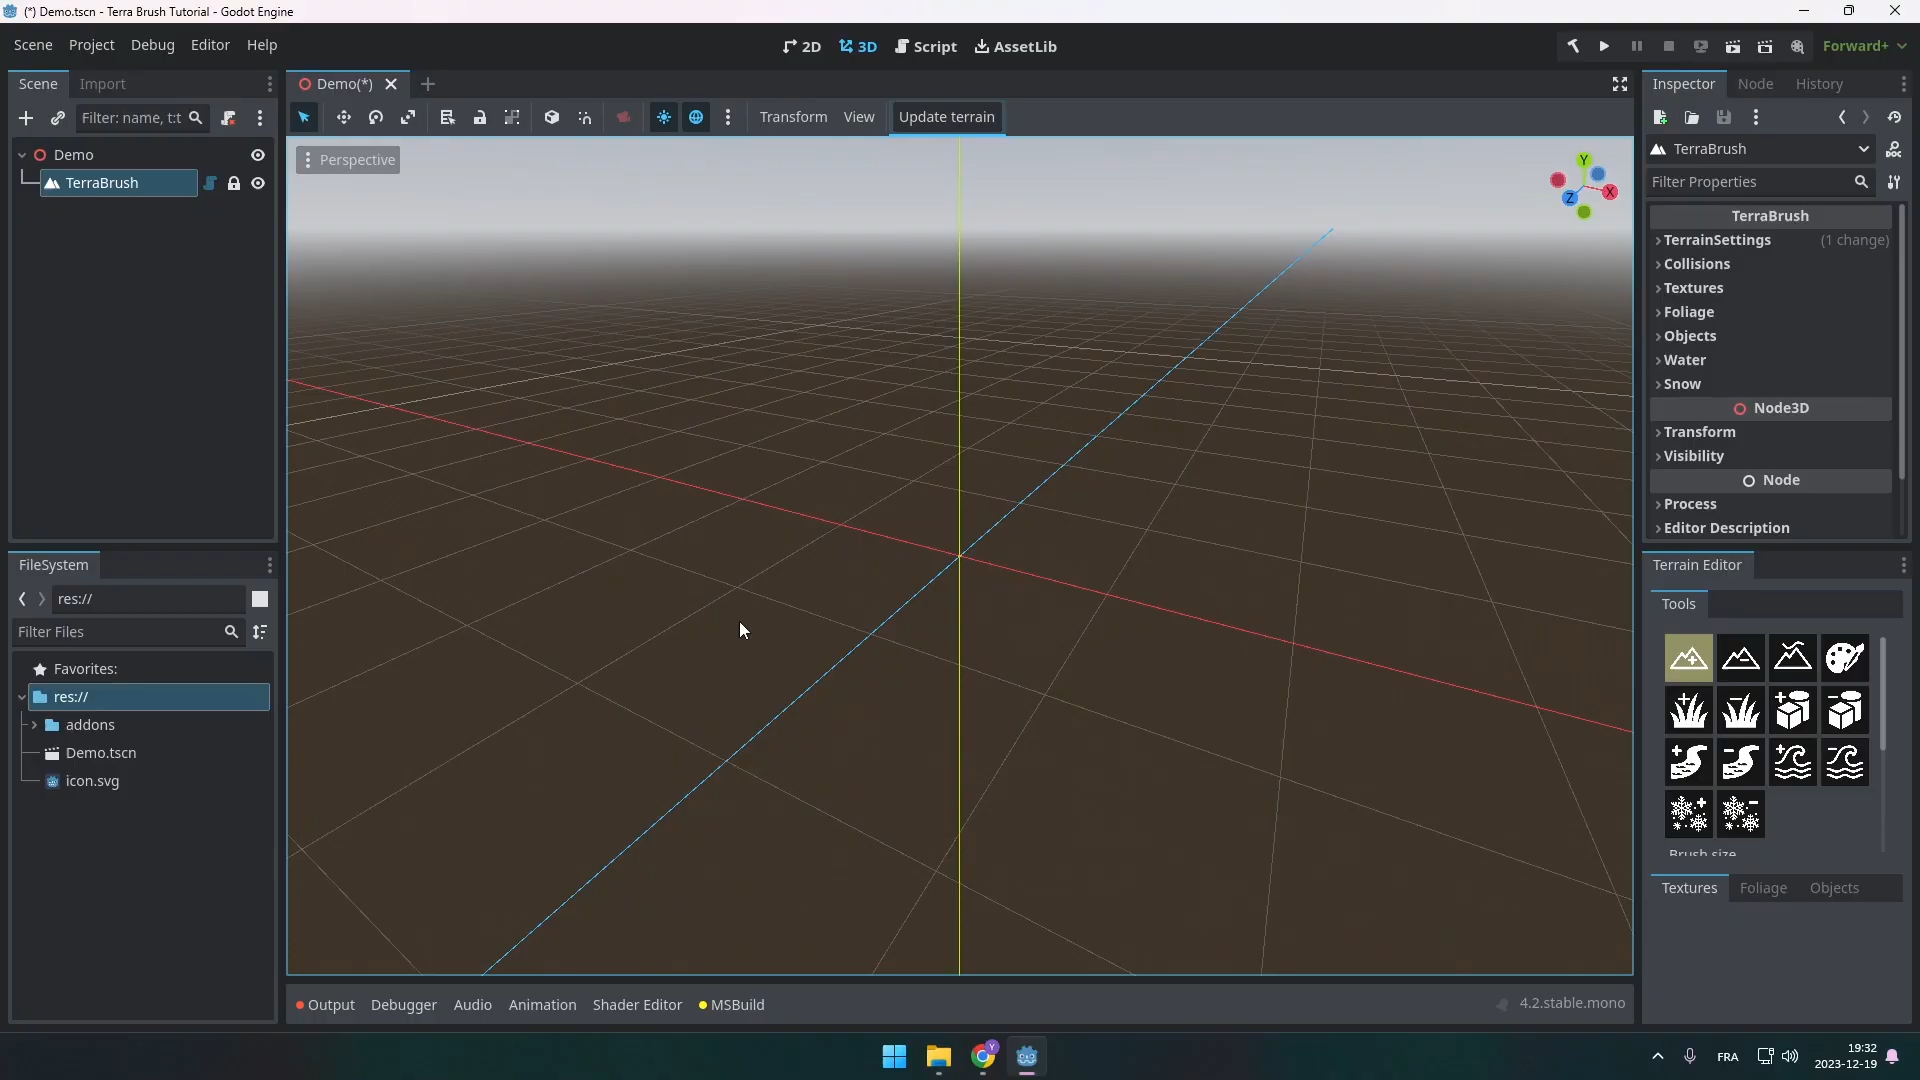 (*) Demo.tscn - Terra Brush Tutorial - Godot Engine
Scene Project Debug Editor Help
2D 3D Script AssetLib
Forward+
Scene Import
Demo(*)
Inspector Node History
Filter: name, t:t
Transform View Update terrain
Demo
TerraBrush
Perspective
Y
X
Z
TerraBrush
DOC
Filter Properties
TerraBrush
TerrainSettings (1 change)
Collisions
Textures
Foliage
Objects
Water
Snow
Node3D
Transform
Visibility
Node
Process
Editor Description
FileSystem
res://
Filter Files
Favorites:
res://
addons
Demo.tscn
icon.svg
Terrain Editor
Tools
Brush size
Textures Foliage Objects
Output Debugger Audio Animation Shader Editor MSBuild
4.2.stable.mono
Y
FRA
19:32
2023-12-19